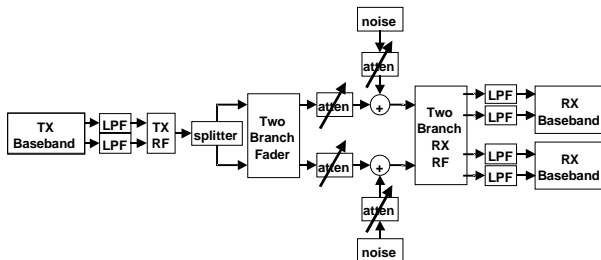 noise
atten
TX
Baseband
LPF
LPF
TX
RF
splitter
Two
Branch
Fader
atten
atten
+
+
atten
noise
Two
Branch
RX
RF
LPF
LPF
LPF
LPF
RX
Baseband
RX
Baseband